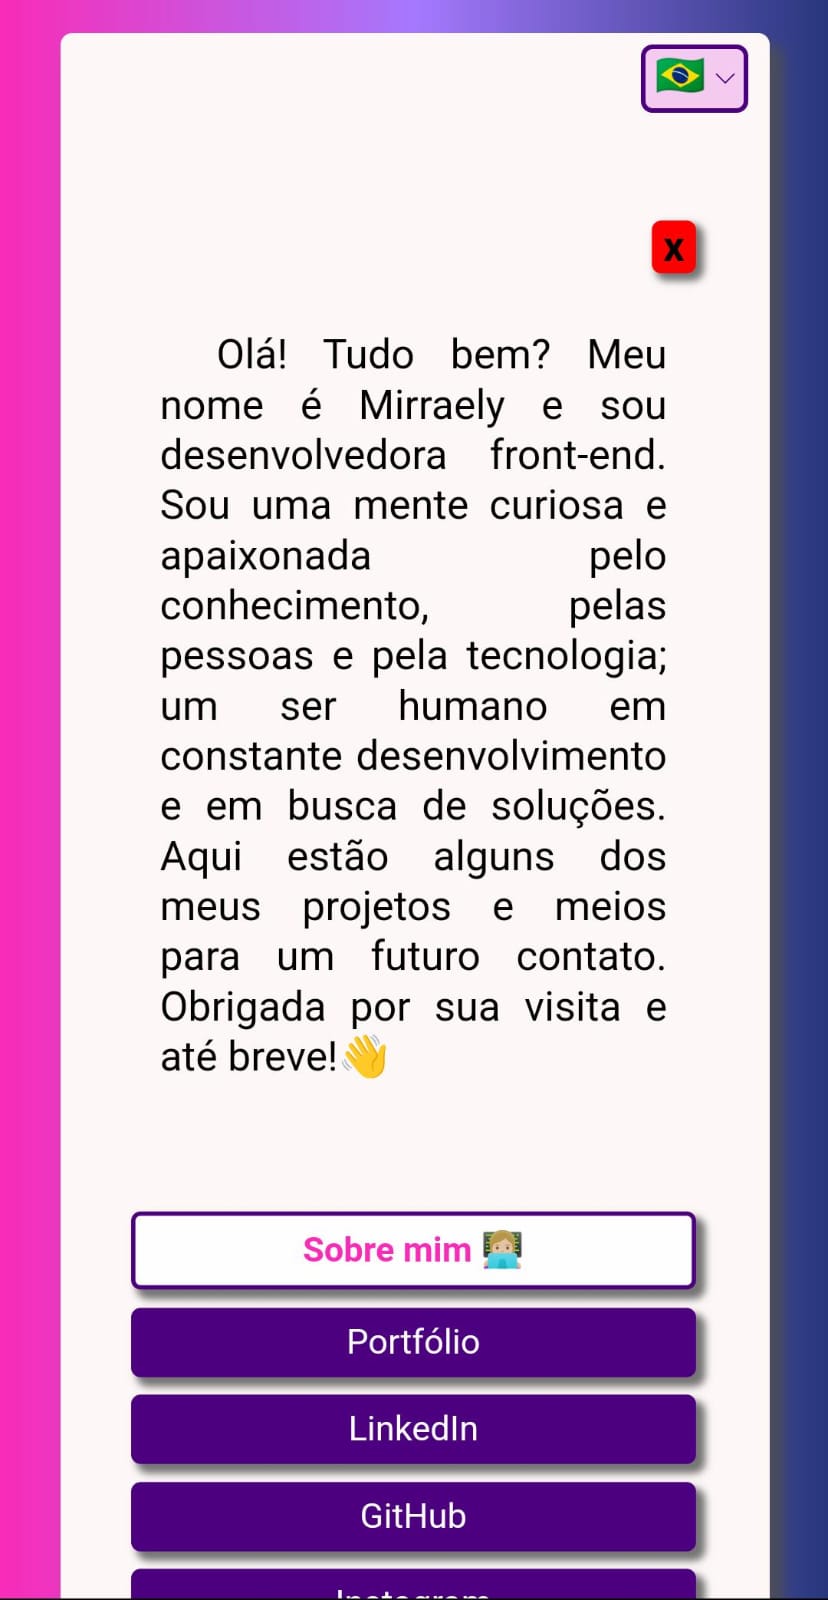 X
Olá! Tudo bem? Meu
nome é Mirraely e sou
desenvolvedora front-end.
Sou uma mente curiosa e
apaixonada pelo
conhecimento, pelas
pessoas e pela tecnologia;
um ser humano em
constante desenvolvimento
e em busca de soluções.
Aqui estão alguns dos
meus projetos e meios
para um futuro contato.
Obrigada por sua visita e
até breve!👋
Sobre mim 👩🏼‍💻
Portfólio
LinkedIn
GitHub
Instagram